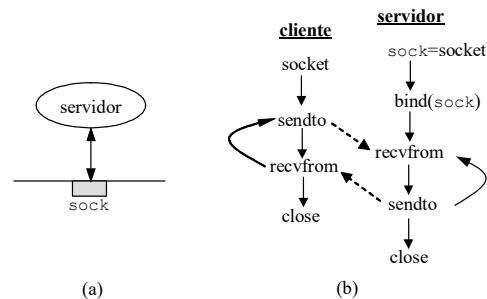 servidor
sock
(a)
cliente
socket
sendto
recvfrom
close
servidor
sock=socket
bind(sock)
recvfrom
sendto
close
(b)